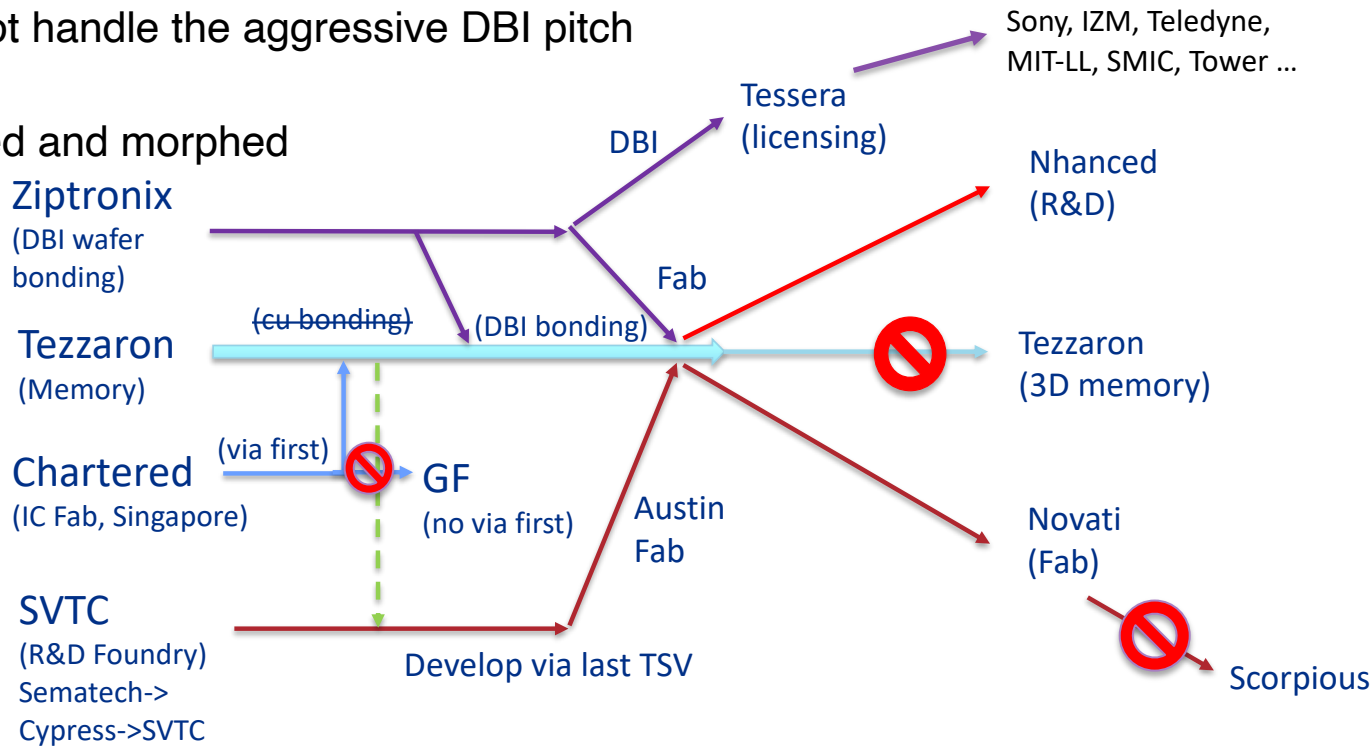 ot handle the aggressive DBI pitch
ed and morphed
Sony, IZM, Teledyne,
MIT-LL, SMIC, Tower ...
Tessera
(licensing)
DBI
Nhanced
(R&D)
Ziptronix
(DBI wafer
bonding)
Fab
(cu bonding)
(DBI bonding)
Tezzaron
(Memory)
Tezzaron
(3D memory)
(via first)
Chartered
(IC Fab, Singapore)
GF
(no via first)
Austin
Fab
Novati
(Fab)
SVTC
(R&D Foundry)
Sematech->
Cypress->SVTC
Develop via last TSV
Scorpious